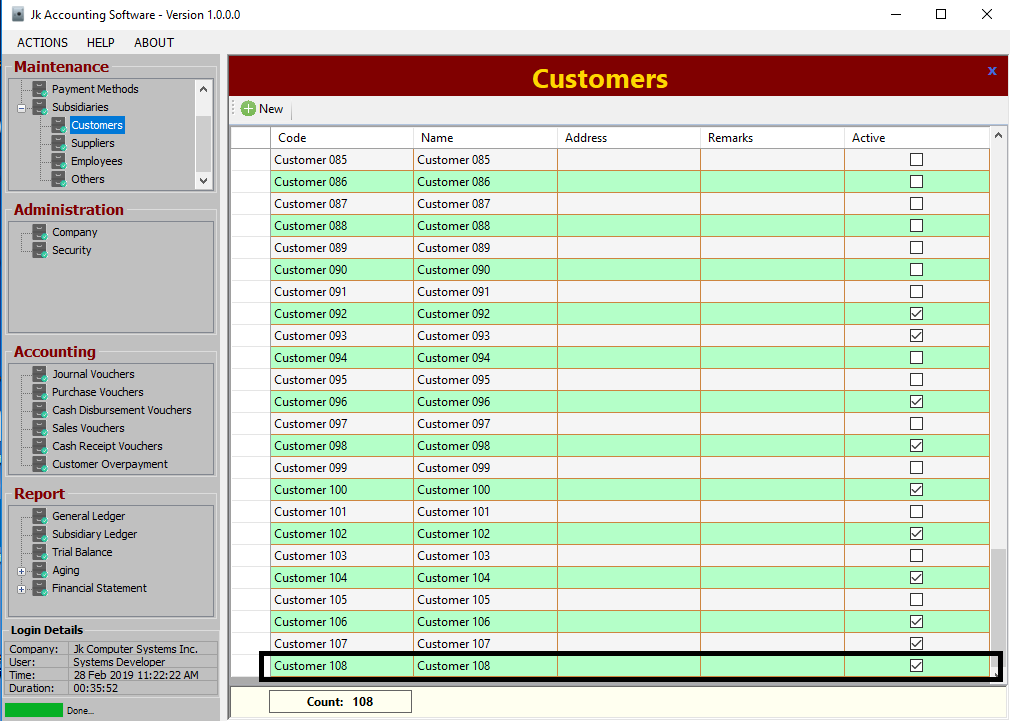 Jk Accounting Software - Version 1.0.0.0
ACTIONS HELP ABOUT
Maintenance
Payment Methods
Subsidiaries
Customers
Suppliers
Employees
Others
Administration
Company
Security
Accounting
Journal Vouchers
Purchase Vouchers
Cash Disbursement Vouchers
Sales Vouchers
Cash Receipt Vouchers
Customer Overpayment
Report
General Ledger
Subsidiary Ledger
Trial Balance
Aging
Financial Statement
Login Details
Company: Jk Computer Systems Inc.
User: Systems Developer
Time: 28 Feb 2019 11:22:22 AM
Duration: 00:35:52
Done...
Customers x
New
Code Name Address Remarks Active
Customer 085 Customer 085
Customer 086 Customer 086
Customer 087 Customer 087
Customer 088 Customer 088
Customer 089 Customer 089
Customer 090 Customer 090
Customer 091 Customer 091
Customer 092 Customer 092
Customer 093 Customer 093
Customer 094 Customer 094
Customer 095 Customer 095
Customer 096 Customer 096
Customer 097 Customer 097
Customer 098 Customer 098
Customer 099 Customer 099
Customer 100 Customer 100
Customer 101 Customer 101
Customer 102 Customer 102
Customer 103 Customer 103
Customer 104 Customer 104
Customer 105 Customer 105
Customer 106 Customer 106
Customer 107 Customer 107
Customer 108 Customer 108
Count: 108